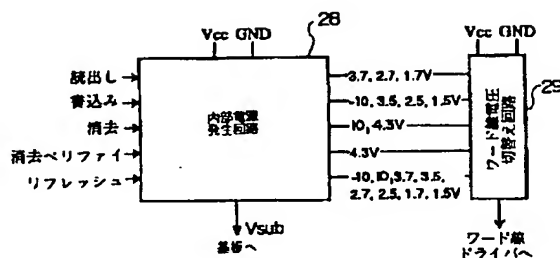 28
Vcc GND
Vcc GND
29
読出し
書込み
消去
消去ベリファイ
リフレッシュ
内部電源
発生回路
3.7, 2.7, 1.7V
-10, 3.5, 2.5, 1.5V
10, 4.3V
4.3V
-10, 10, 3.7, 3.5,
2.7, 2.5, 1.7, 1.5V
ワード線電圧
切替え回路
Vsub
基板へ
ワード線
ドライバへ